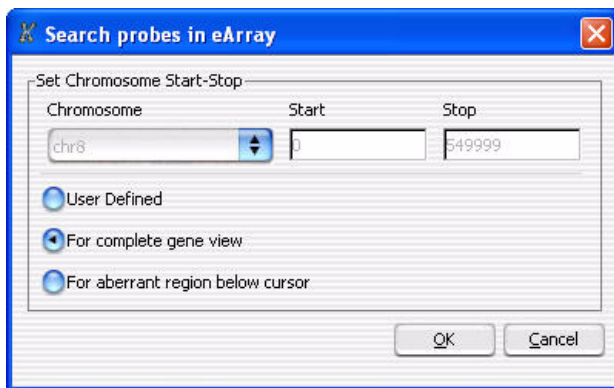 Search probes in eArray
Set Chromosome Start-Stop
Chromosome Start Stop
chr8 0 549999
User Defined
For complete gene view
For aberrant region below cursor
OK Cancel